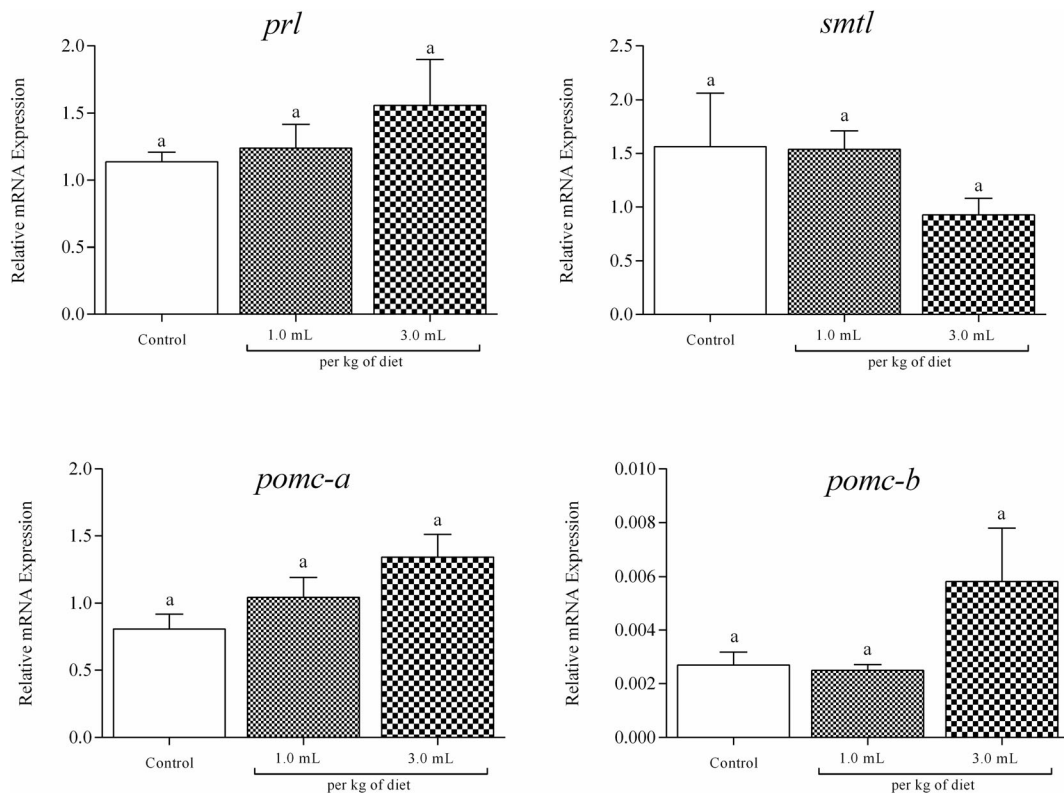 prl
Relative mRNA Expression
2.0
1.5
1.0
0.5
0.0
a
a
a
Control
1.0 mL
3.0 mL
per kg of diet
smtl
Relative mRNA Expression
2.5
2.0
1.5
1.0
0.5
0.0
a
a
a
Control
1.0 mL
3.0 mL
per kg of diet
pomc-a
Relative mRNA Expression
2.0
1.5
1.0
0.5
0.0
a
a
a
Control
1.0 mL
3.0 mL
per kg of diet
pomc-b
Relative mRNA Expression
0.010
0.008
0.006
0.004
0.002
0.000
a
a
a
Control
1.0 mL
3.0 mL
per kg of diet